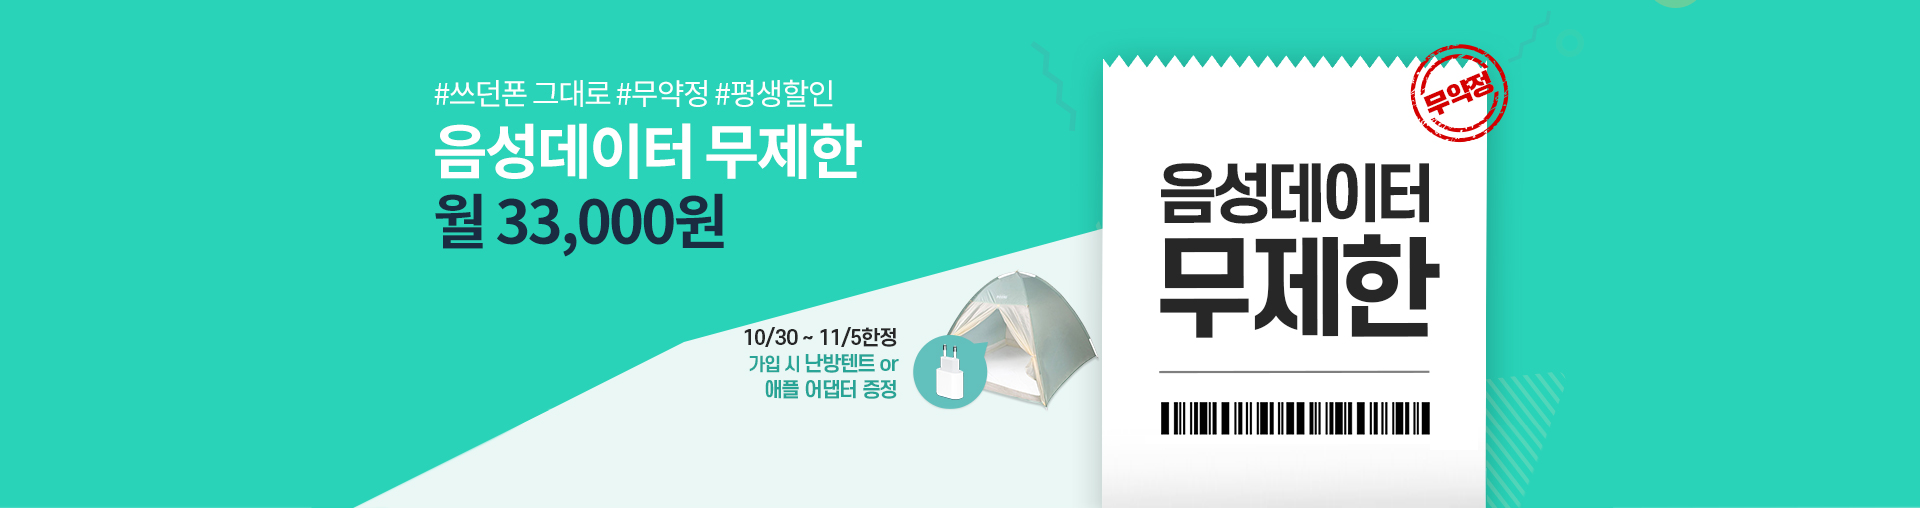 #쓰던폰 그대로 #무약정 #평생할인
음성데이터 무제한
월 33,000원
10/30 ~ 11/5한정
가입 시 난방텐트 or
애플 어댑터 증정
무약정
음성데이터
무제한